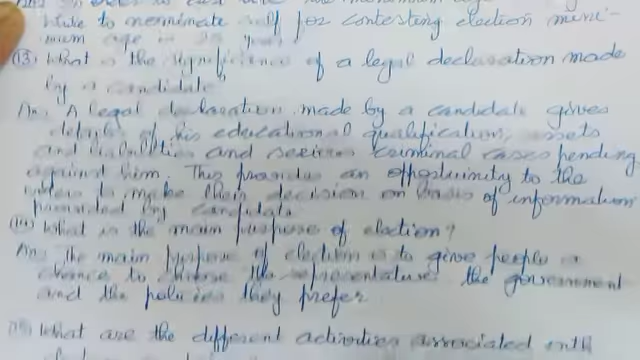 like to nominate self for contesting election mini-
mum age is 25 years
(13) What is the significance of a legal declaration made
by a candidate
Ans A legal declaration made by a candidate gives
details of his educational qualification, assets
and liabilities and serious criminal cases pending
against him. This provides an opportunity to the
voters to make their decision on basis of information
provided by candidate
(14) What is the main purpose of election?
Ans The main purpose of election is to give people a
chance to choose the representative the government
and the policies they prefer
(15) What are the different activities associated with